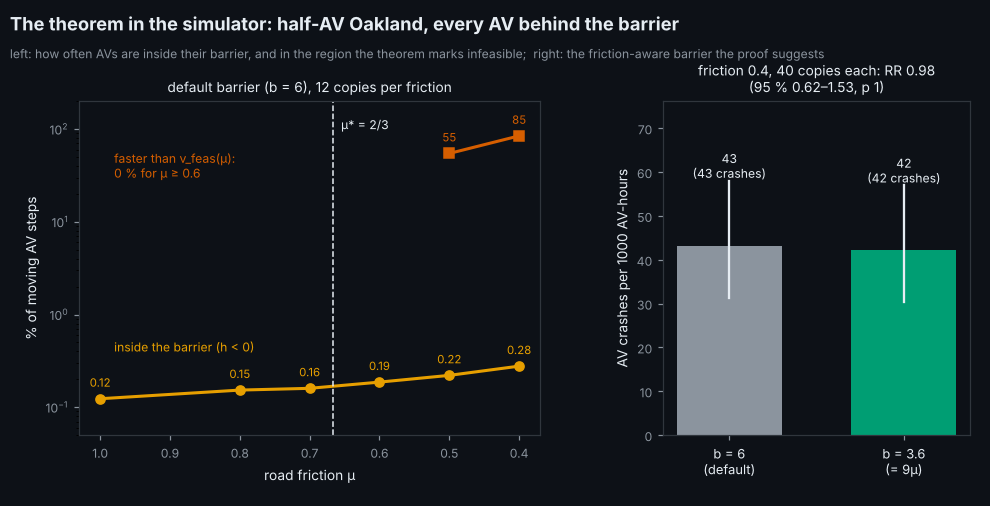 The theorem in the simulator: half-AV Oakland, every AV behind the barrier
left: how often AVs are inside their barrier, and in the region the theorem marks infeasible;  right: the friction-aware barrier the proof suggests
default barrier (b = 6), 12 copies per friction
% of moving AV steps
10²
10¹
10⁰
10⁻¹
μ* = 2/3
55
85
faster than v_feas(μ):
0 % for μ ≥ 0.6
inside the barrier (h < 0)
0.12
0.15
0.16
0.19
0.22
0.28
1.0
0.9
0.8
0.7
0.6
0.5
0.4
road friction μ
friction 0.4, 40 copies each: RR 0.98
(95 % 0.62–1.53, p 1)
AV crashes per 1000 AV-hours
70
60
50
40
30
20
10
0
43
(43 crashes)
42
(42 crashes)
b = 6
(default)
b = 3.6
(= 9μ)